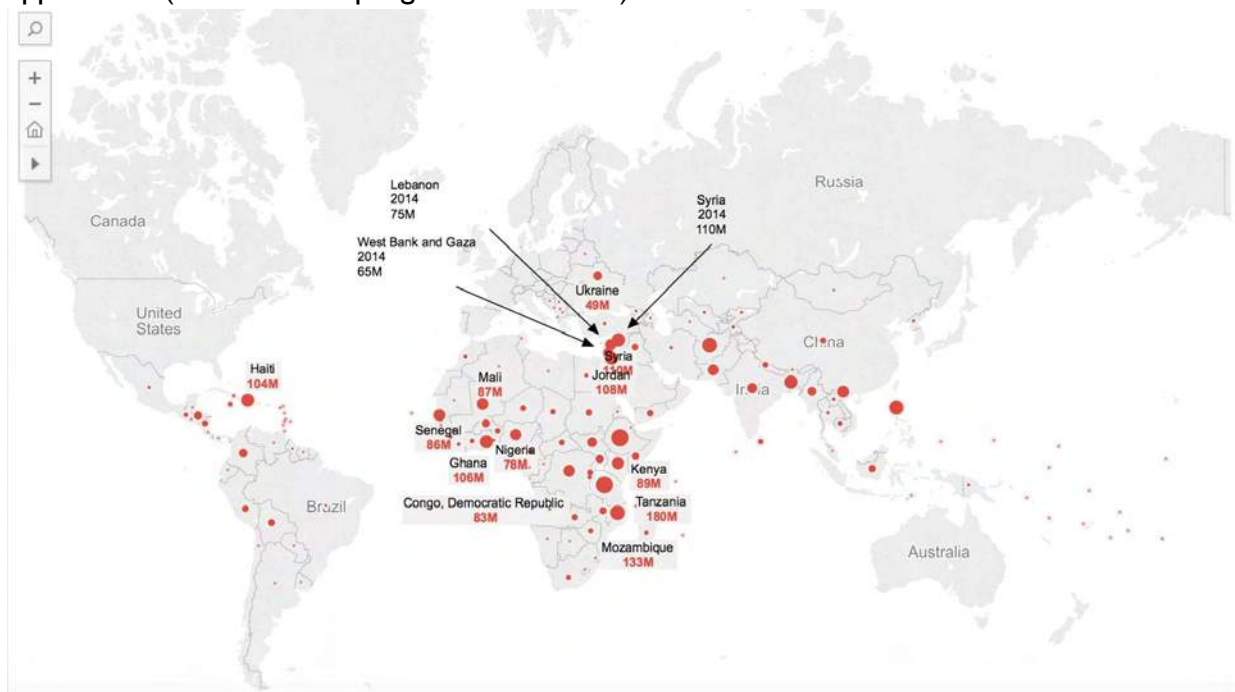 Canada
United
States
Haiti
104M
Lebanon
2014
75M
West Bank and Gaza
2014
65M
Syria
2014
110M
Russia
Ukraine
49M
China
India
Syria
110M
Jordan
108M
Mali
87M
Senegal
86M
Ghana
106M
Nigeria
78M
Congo, Democratic Republic
83M
Kenya
89M
Tanzania
180M
Mozambique
133M
Brazil
Australia